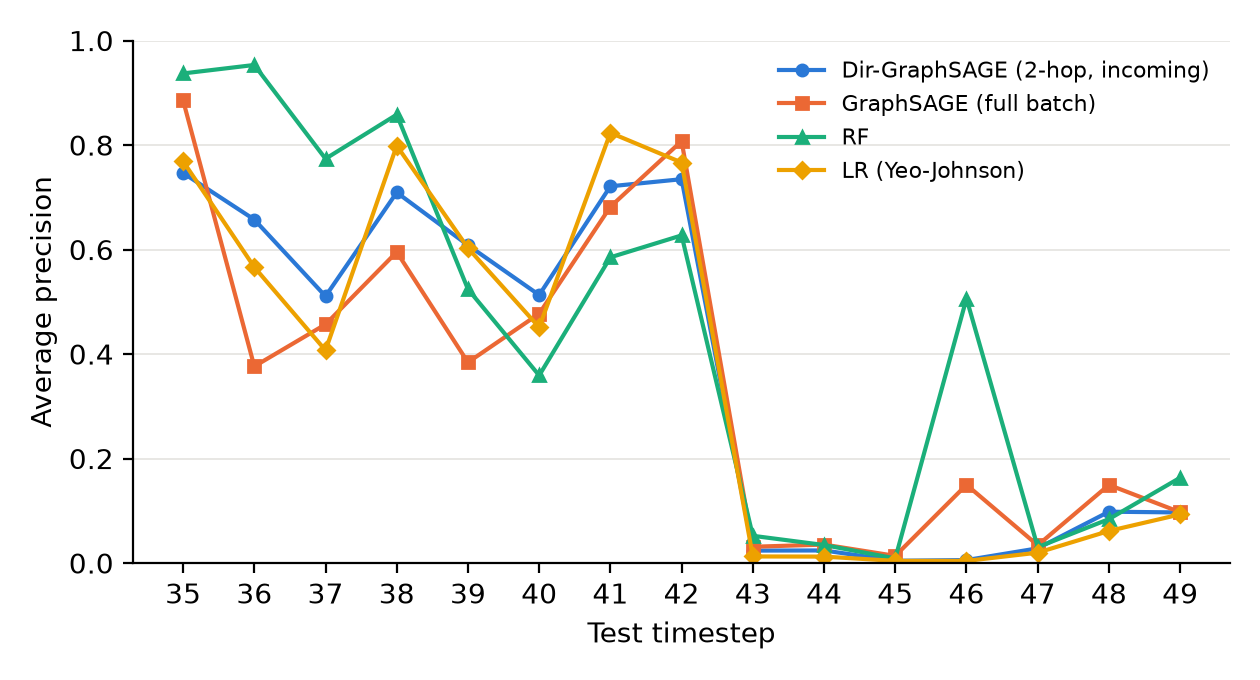 1.0
0.8
0.6
0.4
0.2
0.0
Average precision
Dir-GraphSAGE (2-hop, incoming)
GraphSAGE (full batch)
RF
LR (Yeo-Johnson)
35 36 37 38 39 40 41 42 43 44 45 46 47 48 49
Test timestep